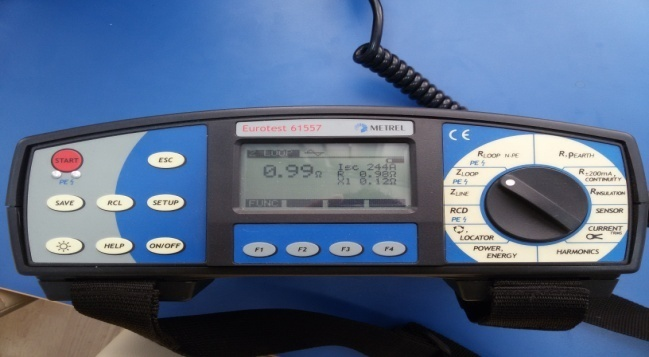 Eurotest 61557 METREL
START
PE
ESC
SAVE RCL SETUP
HELP ON/OFF
Z LOOP
0.99Ω
Isc 244A
R 0.98Ω
Xl 0.12Ω
FUNC
F1 F2 F3 F4
CE
RLOOP N.PE
R,ρEARTH
ZLOOP
PE
R±200mA,
CONTINUITY
ZLINE
RINSULATION
RCD
PE
SENSOR
LOCATOR
CURRENT
TRMS
POWER,
ENERGY
HARMONICS